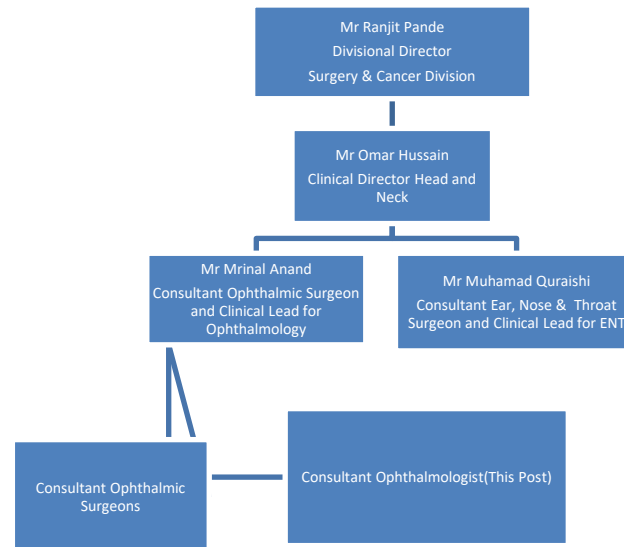 Mr Ranjit Pande
Divisional Director
Surgery & Cancer Division
Mr Omar Hussain
Clinical Director Head and
Neck
Mr Mrinal Anand
Consultant Ophthalmic Surgeon
and Clinical Lead for
Ophthalmology
Mr Muhamad Quraishi
Consultant Ear, Nose & Throat
Surgeon and Clinical Lead for ENT
Consultant Ophthalmic
Surgeons
Consultant Ophthalmologist(This Post)